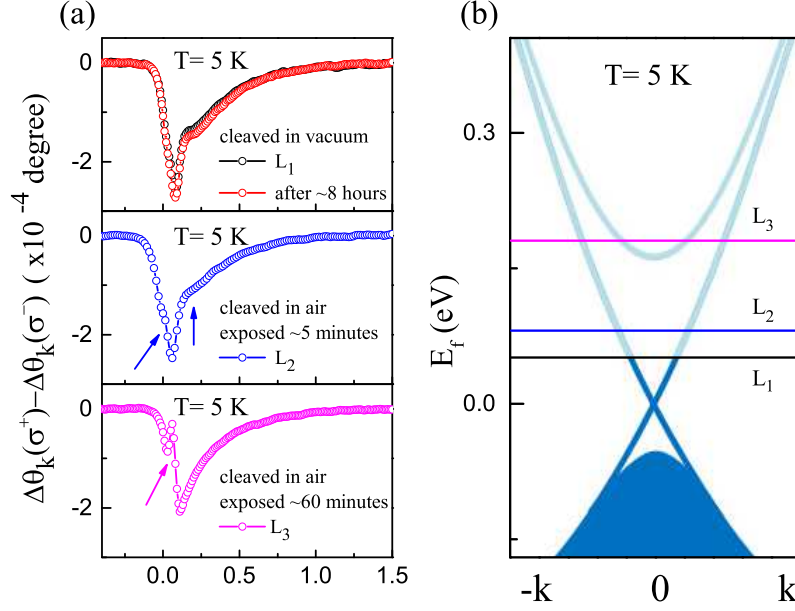 (a)
(b)
Δθk(σ+)−Δθk(σ−) ( x10 -4 degree)
0
-2
T= 5 K
cleaved in vacuum
L1
after ~8 hours
0
-2
T= 5 K
cleaved in air
exposed ~5 minutes
L2
0
-2
T= 5 K
cleaved in air
exposed ~60 minutes
L3
0.0
0.5
1.0
1.5
Ef (eV)
0.3
0.0
T= 5 K
L3
L2
L1
-k
0
k